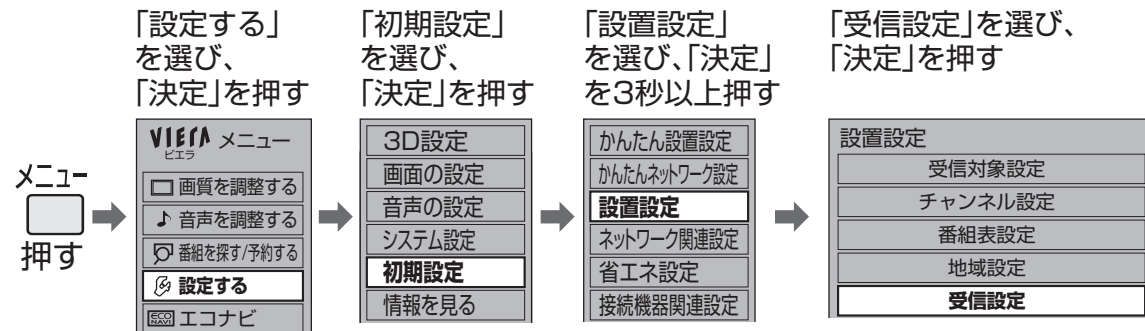 「設定する」
を選び、
「決定」を押す
「初期設定」
を選び、
「決定」を押す
「設置設定」
を選び、「決定」
を3秒以上押す
「受信設定」を選び、
「決定」を押す
メニュー
押す
VIERA メニュー
ビエラ
画質を調整する
音声を調整する
番組を探す/予約する
設定する
ECO NAVI エコナビ
3D設定
画面の設定
音声の設定
システム設定
初期設定
情報を見る
かんたん設置設定
かんたんネットワーク設定
設置設定
ネットワーク関連設定
省エネ設定
接続機器関連設定
設置設定
受信対象設定
チャンネル設定
番組表設定
地域設定
受信設定